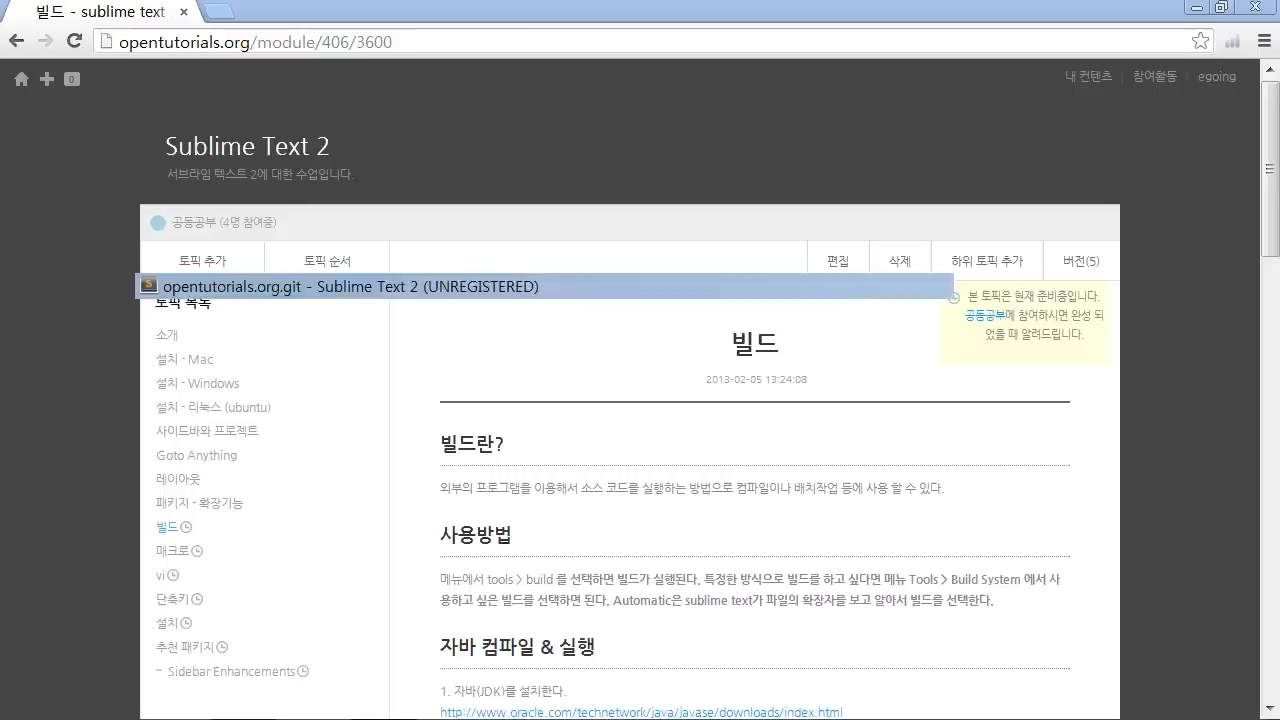 빌드 - sublime text
opentutorials.org/module/406/3600
0
내 컨텐츠
참여활동
egoing
Sublime Text 2
서브라임 텍스트 2에 대한 수업입니다.
공동공부 (4명 참여중)
토픽 추가
토픽 순서
편집
삭제
하위 토픽 추가
버전(5)
opentutorials.org.git - Sublime Text 2 (UNREGISTERED)
토픽 목록
본 토픽은 현재 준비중입니다.
공동공부에 참여하시면 완성 되
었을 때 알려드립니다.
소개
설치 - Mac
설치 - Windows
설치 - 리눅스 (ubuntu)
사이드바와 프로젝트
Goto Anything
레이아웃
패키지 - 확장기능
빌드
매크로
vi
단축키
설치
추천 패키지
Sidebar Enhancements
빌드
2013-02-05 13:24:08
빌드란?
외부의 프로그램을 이용해서 소스 코드를 실행하는 방법으로 컴파일이나 배치작업 등에 사용 할 수 있다.
사용방법
메뉴에서 tools > build 를 선택하면 빌드가 실행된다. 특정한 방식으로 빌드를 하고 싶다면 메뉴 Tools > Build System 에서 사
용하고 싶은 빌드를 선택하면 된다. Automatic은 sublime text가 파일의 확장자를 보고 알아서 빌드를 선택한다.
자바 컴파일 & 실행
1. 자바(JDK)를 설치한다.
http://www.oracle.com/technetwork/java/javase/downloads/index.html